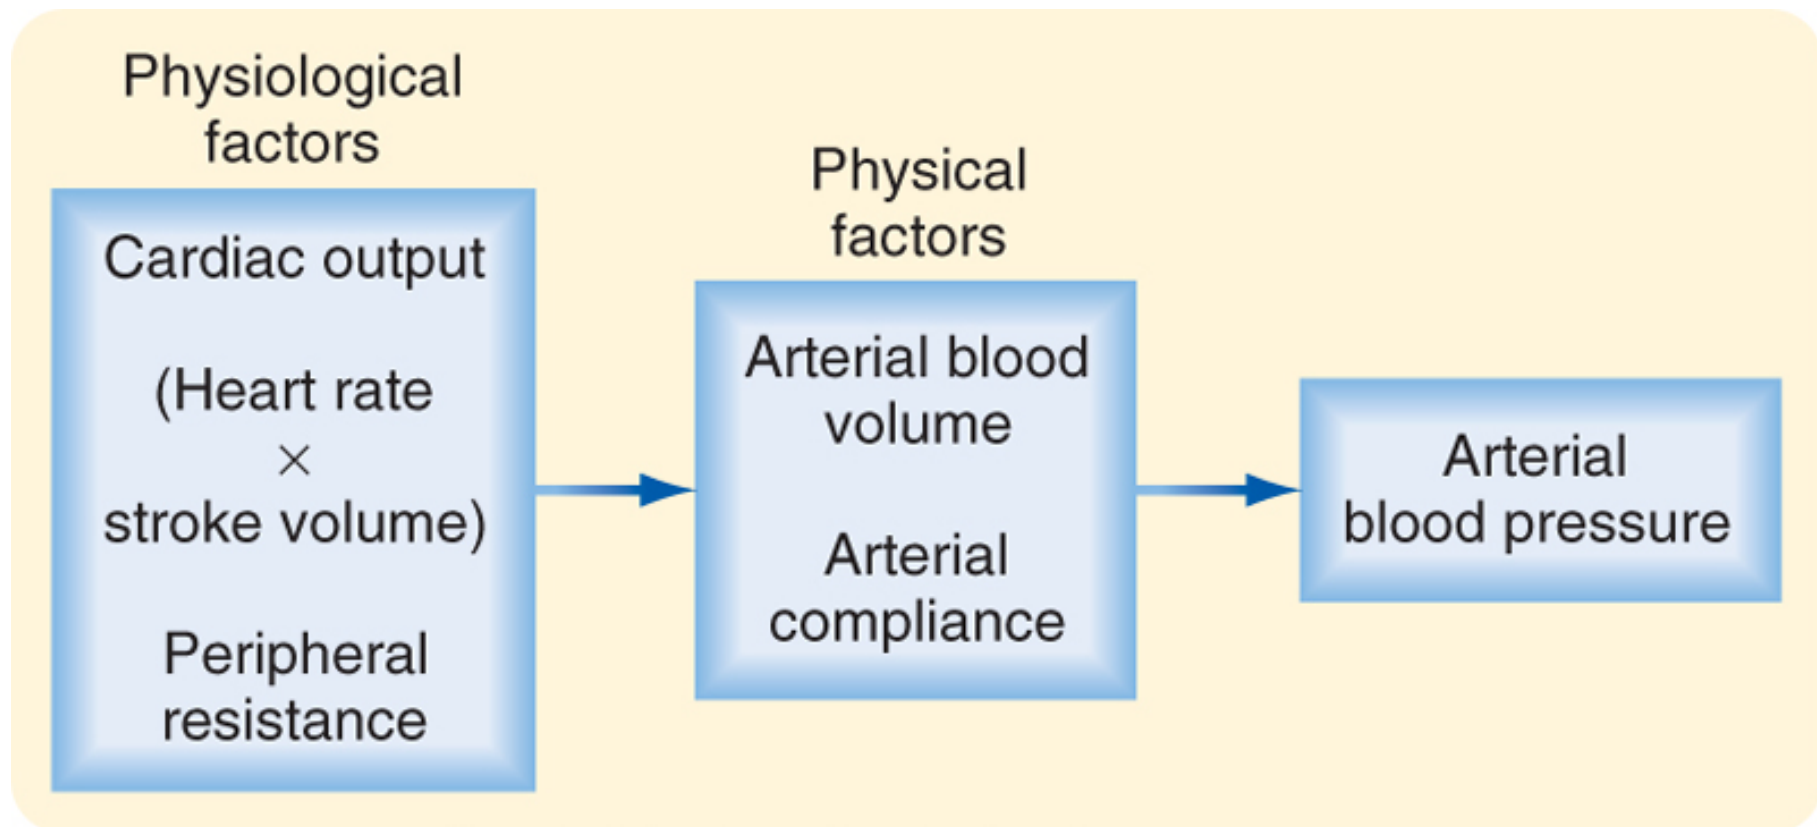 Physiological
factors
Cardiac output
(Heart rate
×
stroke volume)
Peripheral
resistance
Physical
factors
Arterial blood
volume
Arterial
compliance
Arterial
blood pressure